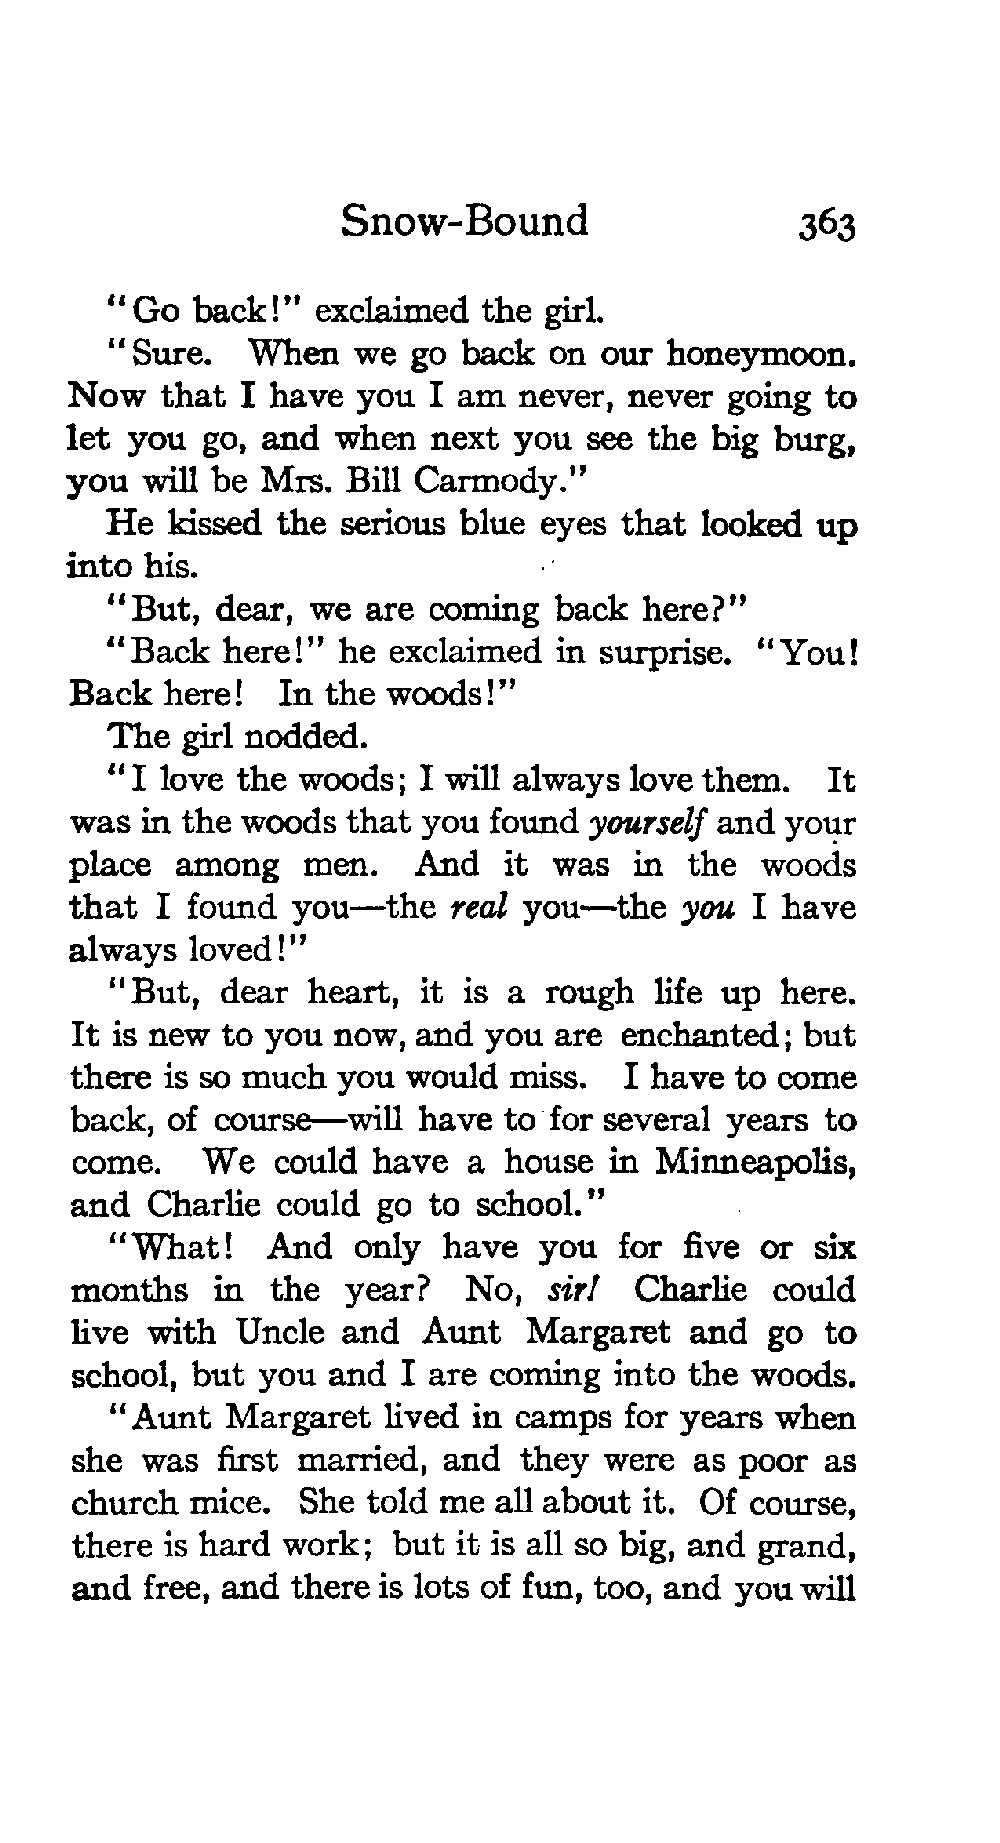 Snow-Bound 363
"Go back!" exclaimed the girl.
"Sure. When we go back on our honeymoon.
Now that I have you I am never, never going to
let you go, and when next you see the big burg,
you will be Mrs. Bill Carmody."
He kissed the serious blue eyes that looked up
into his.
"But, dear, we are coming back here?"
"Back here!" he exclaimed in surprise. "You!
Back here! In the woods!"
The girl nodded.
"I love the woods; I will always love them. It
was in the woods that you found yourself and your
place among men. And it was in the woods
that I found you—the real you—the you I have
always loved!"
"But, dear heart, it is a rough life up here.
It is new to you now, and you are enchanted; but
there is so much you would miss. I have to come
back, of course—will have to for several years to
come. We could have a house in Minneapolis,
and Charlie could go to school."
"What! And only have you for five or six
months in the year? No, sir! Charlie could
live with Uncle and Aunt Margaret and go to
school, but you and I are coming into the woods.
"Aunt Margaret lived in camps for years when
she was first married, and they were as poor as
church mice. She told me all about it. Of course,
there is hard work; but it is all so big, and grand,
and free, and there is lots of fun, too, and you will